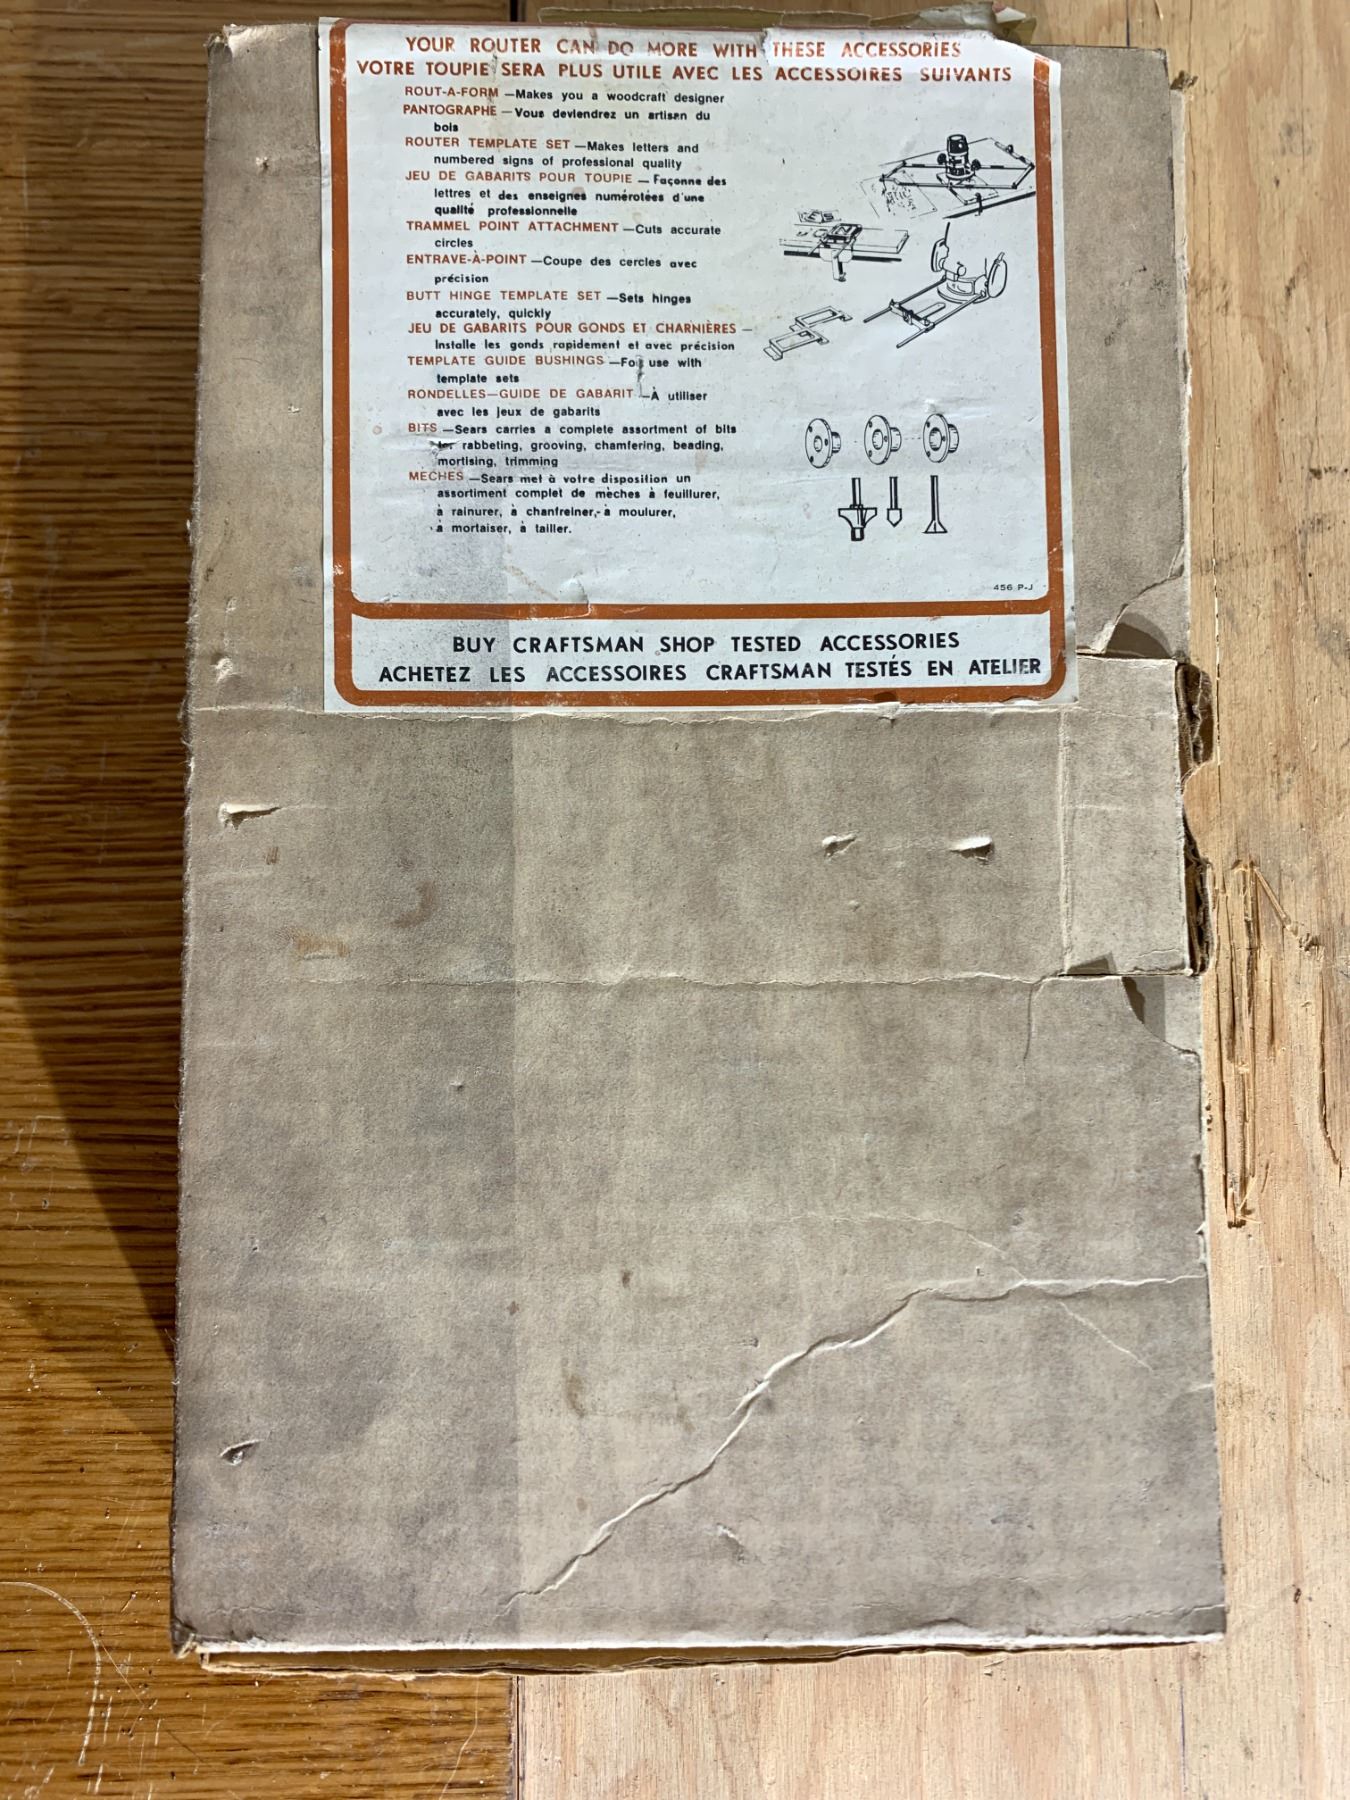 YOUR ROUTER CAN DO MORE WITH THESE ACCESSORIES
VOTRE TOUPIE SERA PLUS UTILE AVEC LES ACCESSOIRES SUIVANTS
ROUT-A-FORM —Makes you a woodcraft designer
PANTOGRAPHE —Vous deviendrez un artisan du
bois
ROUTER TEMPLATE SET —Makes letters and
numbered signs of professional quality
JEU DE GABARITS POUR TOUPIE — Façonne des
lettres et des enseignes numérotées d'une
qualité professionnelle
TRAMMEL POINT ATTACHMENT —Cuts accurate
circles
ENTRAVE-À-POINT —Coupe des cercles avec
précision
BUTT HINGE TEMPLATE SET —Sets hinges
accurately, quickly
JEU DE GABARITS POUR GONDS ET CHARNIÈRES —
Installe les gonds rapidement et avec précision
TEMPLATE GUIDE BUSHINGS —For use with
template sets
RONDELLES—GUIDE DE GABARIT —À utiliser
avec les jeux de gabarits
BITS —Sears carries a complete assortment of bits
for rabbeting, grooving, chamfering, beading,
mortising, trimming
MECHES —Sears met à votre disposition un
assortiment complet de mèches à feuillurer,
à rainurer, à chanfreiner, à moulurer,
à mortaiser, à tailler.
456 P-J
BUY CRAFTSMAN SHOP TESTED ACCESSORIES
ACHETEZ LES ACCESSOIRES CRAFTSMAN TESTÉS EN ATELIER